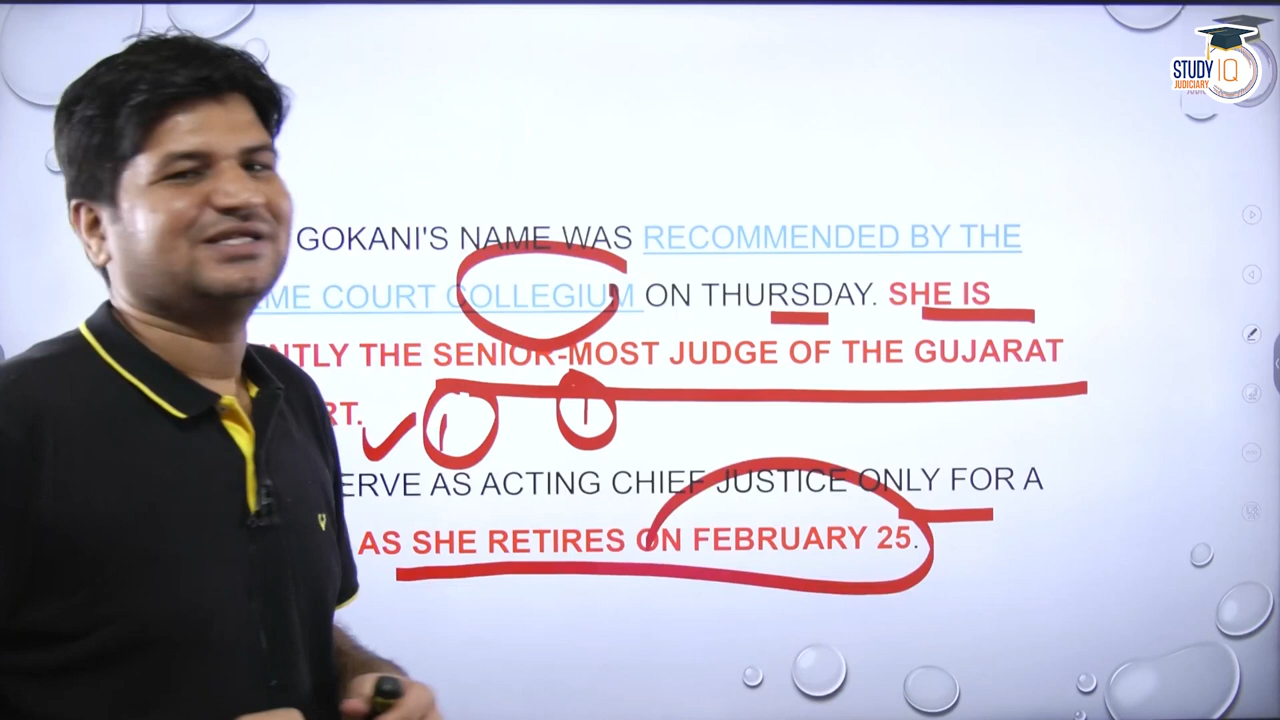 STUDY IQ
JUDICIARY
GOKANI'S NAME WAS RECOMMENDED BY THE
EME COURT COLLEGIUM ON THURSDAY. SHE IS
NTLY THE SENIOR-MOST JUDGE OF THE GUJARAT
RT.
ERVE AS ACTING CHIEF JUSTICE ONLY FOR A
AS SHE RETIRES ON FEBRUARY 25.